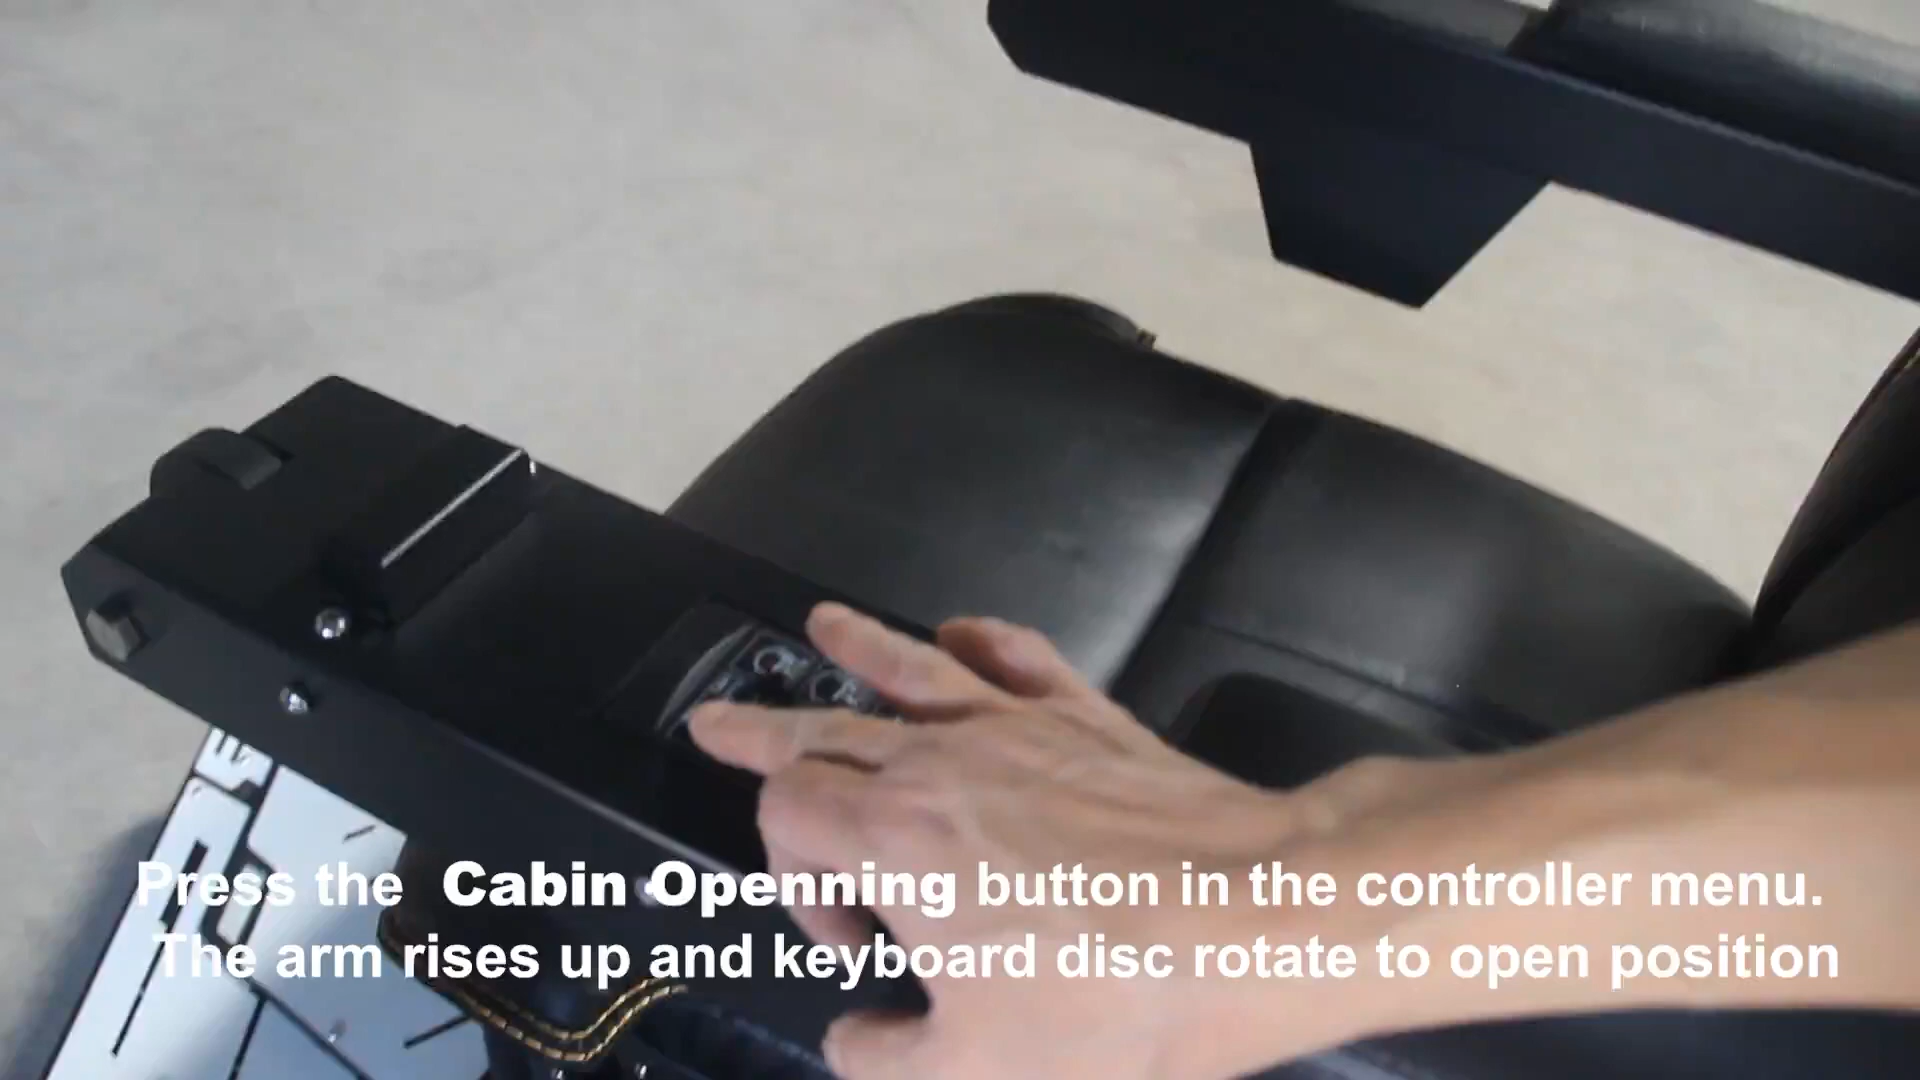 Press the Cabin Openning button in the controller menu.
The arm rises up and keyboard disc rotate to open position